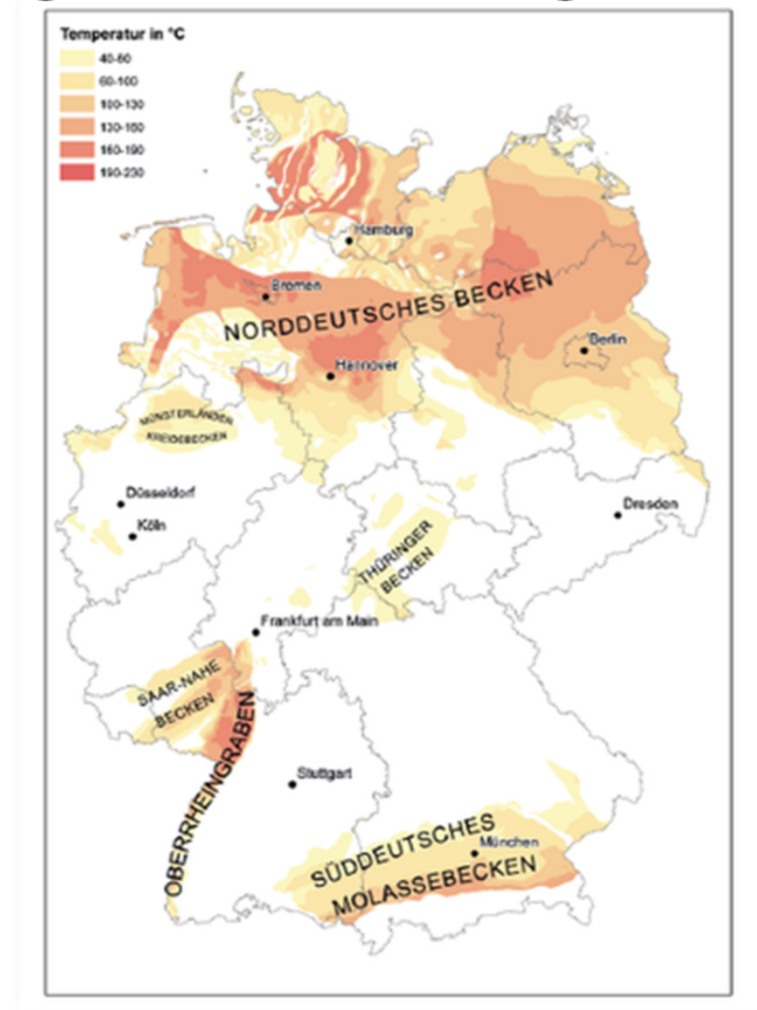 Temperatur in °C
40-60
60-100
100-130
130-160
160-190
190-230
Hamburg
Bremen
NORDDEUTSCHES BECKEN
Berlin
Hannover
MÜNSTERLÄNDER
KREIDEBECKEN
Düsseldorf
Köln
Dresden
THÜRINGER
BECKEN
Frankfurt am Main
SAAR-NAHE
BECKEN
OBERRHEINGRABEN
Stuttgart
SÜDDEUTSCHES
München
MOLASSEBECKEN